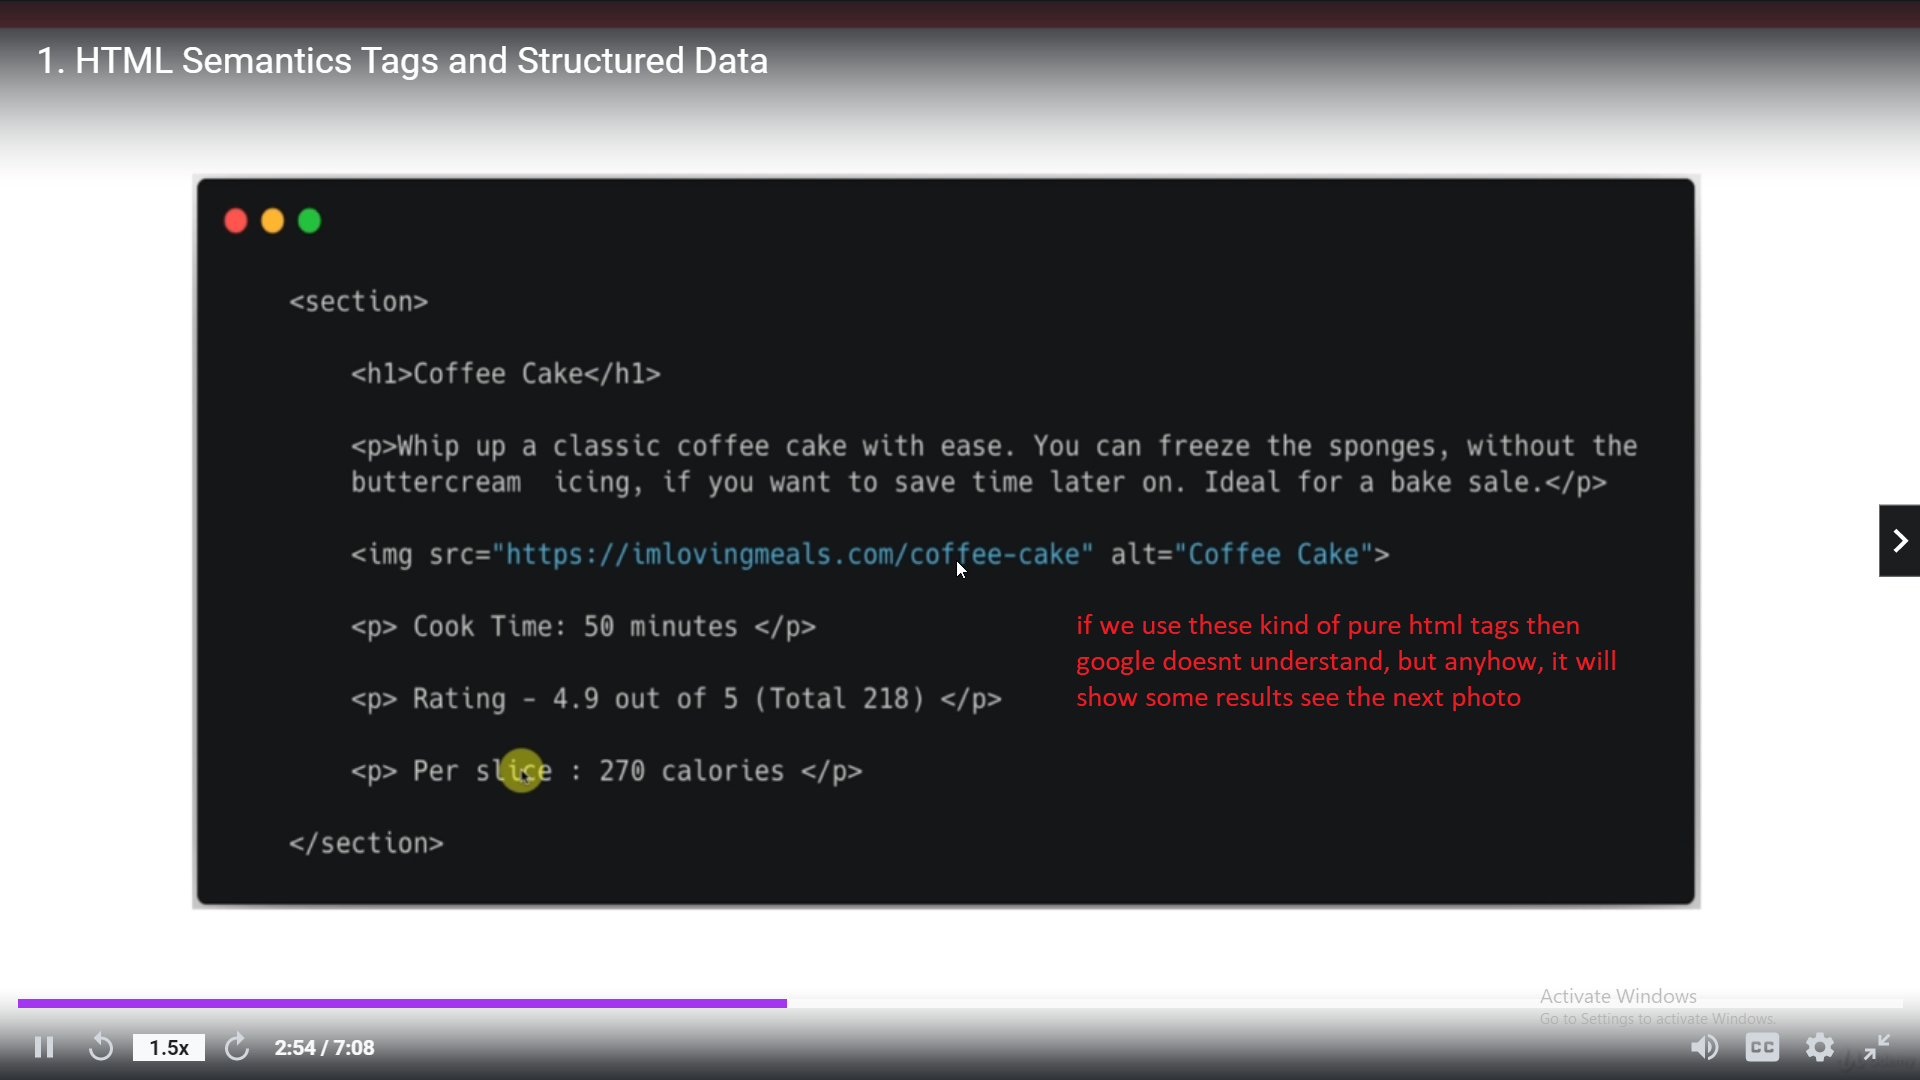 1. HTML Semantics Tags and Structured Data
<section>
<h1>Coffee Cake</h1>
<p>Whip up a classic coffee cake with ease. You can freeze the sponges, without the
buttercream  icing, if you want to save time later on. Ideal for a bake sale.</p>
<img src="https://imlovingmeals.com/coffee-cake" alt="Coffee Cake">
<p> Cook Time: 50 minutes </p>
if we use these kind of pure html tags then
google doesnt understand, but anyhow, it will
show some results see the next photo
<p> Rating - 4.9 out of 5 (Total 218) </p>
<p> Per slice : 270 calories </p>
</section>
Activate Windows
Go to Settings to activate Windows.
1.5x
2:54 / 7:08
CC